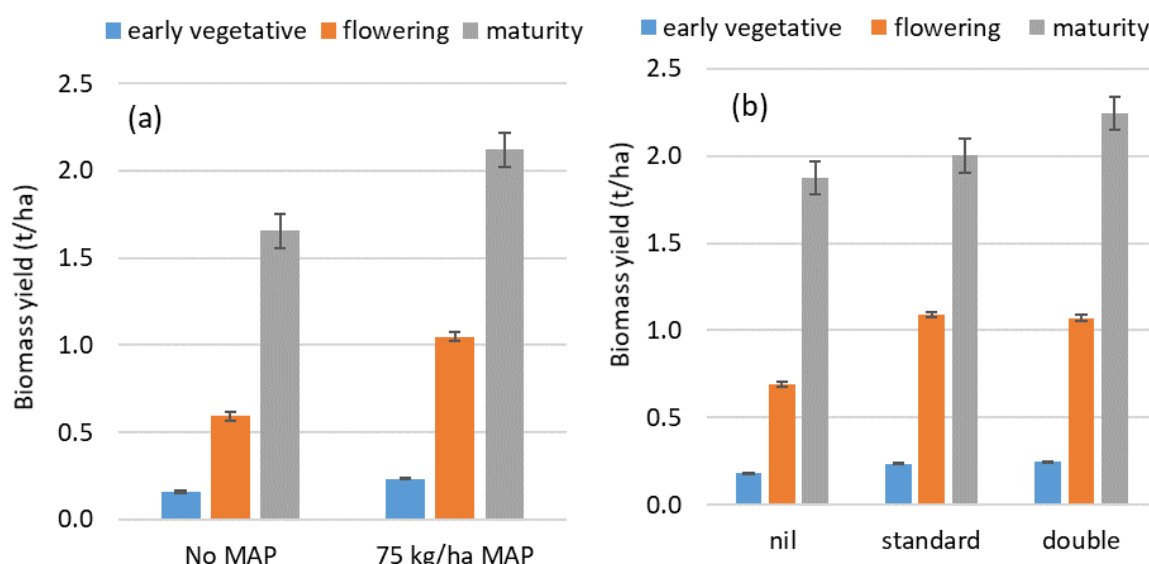 early vegetative flowering maturity
(a)
Biomass yield (t/ha)
2.5
2.0
1.5
1.0
0.5
0.0
No MAP 75 kg/ha MAP
early vegetative flowering maturity
(b)
Biomass yield (t/ha)
2.5
2.0
1.5
1.0
0.5
0.0
nil standard double